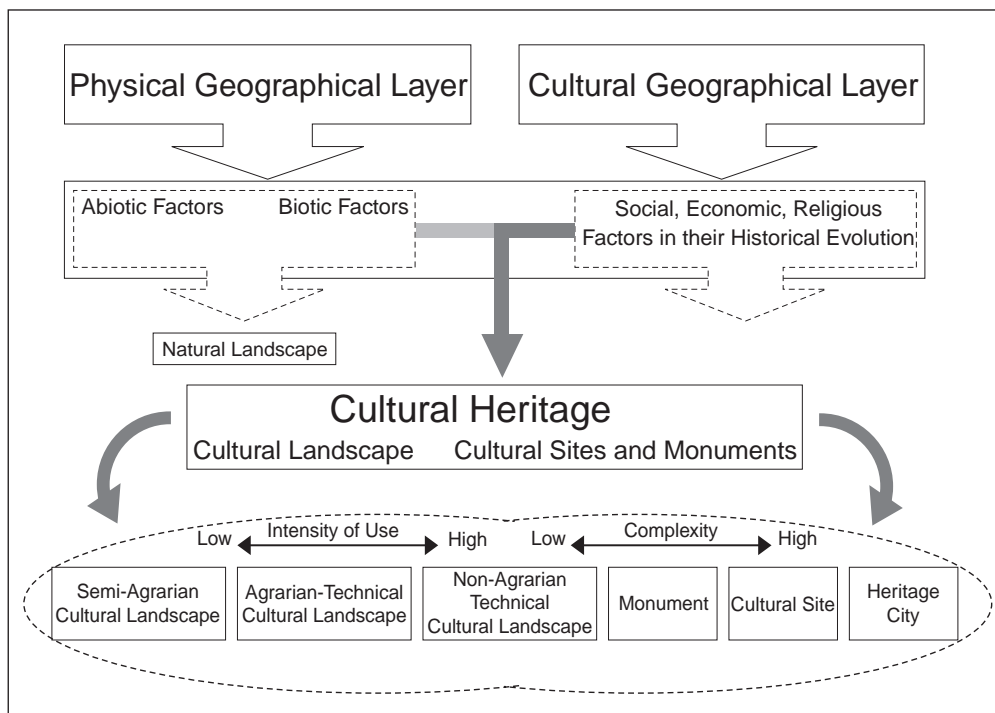 Physical Geographical Layer
Cultural Geographical Layer
Abiotic Factors
Biotic Factors
Social, Economic, Religious
Factors in their Historical Evolution
Natural Landscape
Cultural Heritage
Cultural Landscape
Cultural Sites and Monuments
Low
Intensity of Use
High
Low
Complexity
High
Semi-Agrarian
Cultural Landscape
Agrarian-Technical
Cultural Landscape
Non-Agrarian
Technical
Cultural Landscape
Monument
Cultural Site
Heritage
City